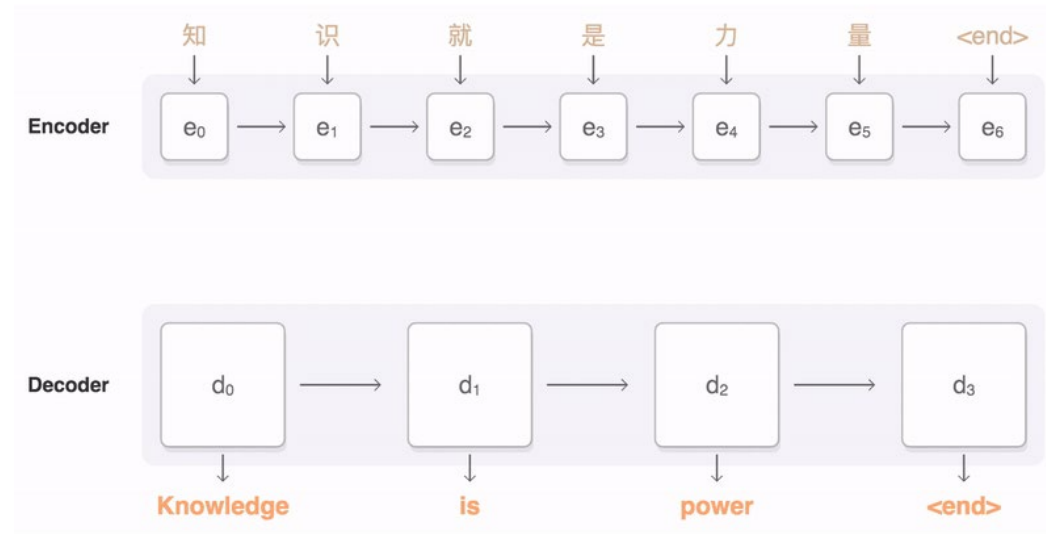 知 识 就 是 力 量 <end>
Encoder e₀ e₁ e₂ e₃ e₄ e₅ e₆
Decoder d₀ d₁ d₂ d₃
Knowledge is power <end>